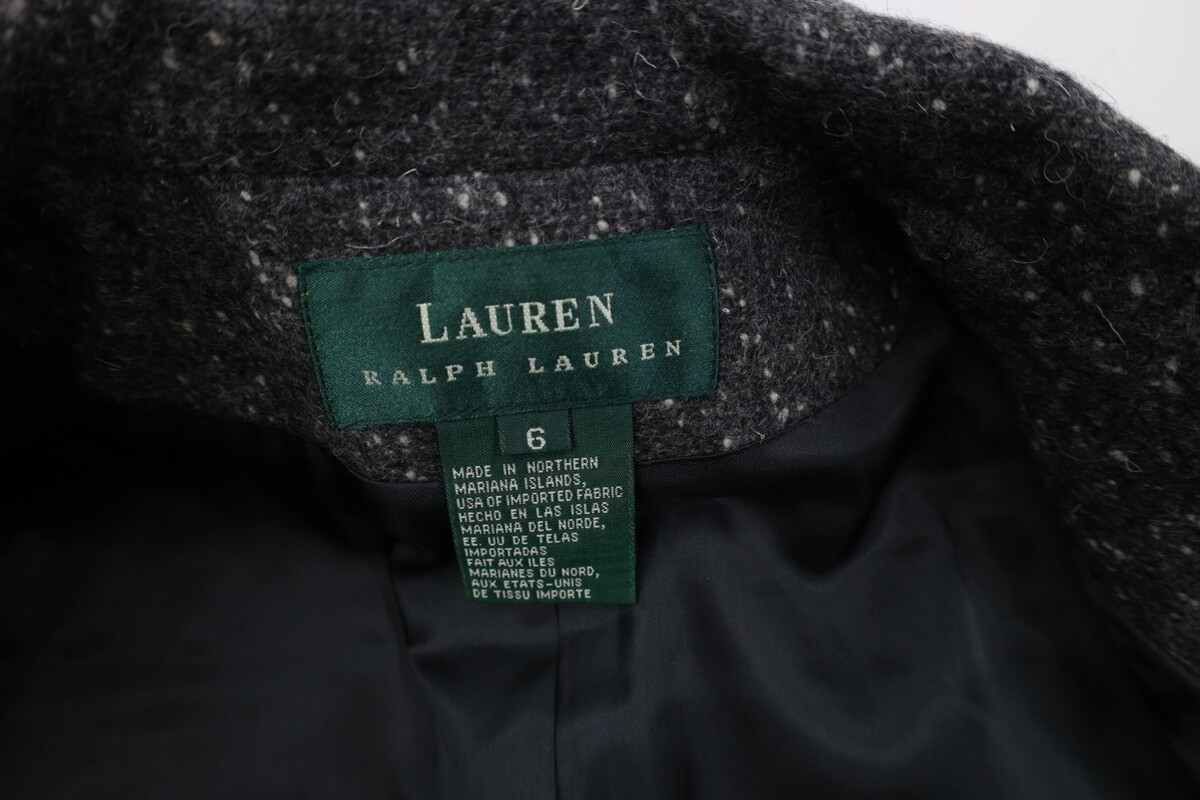 LAUREN
RALPH LAUREN
6
MADE IN NORTHERN
MARIANA ISLANDS,
USA OF IMPORTED FABRIC
HECHO EN LAS ISLAS
MARIANA DEL NORDE,
EE. UU DE TELAS
IMPORTADAS
FAIT AUX ILES
MARIANES DU NORD,
AUX ETATS-UNIS
DE TISSU IMPORTE